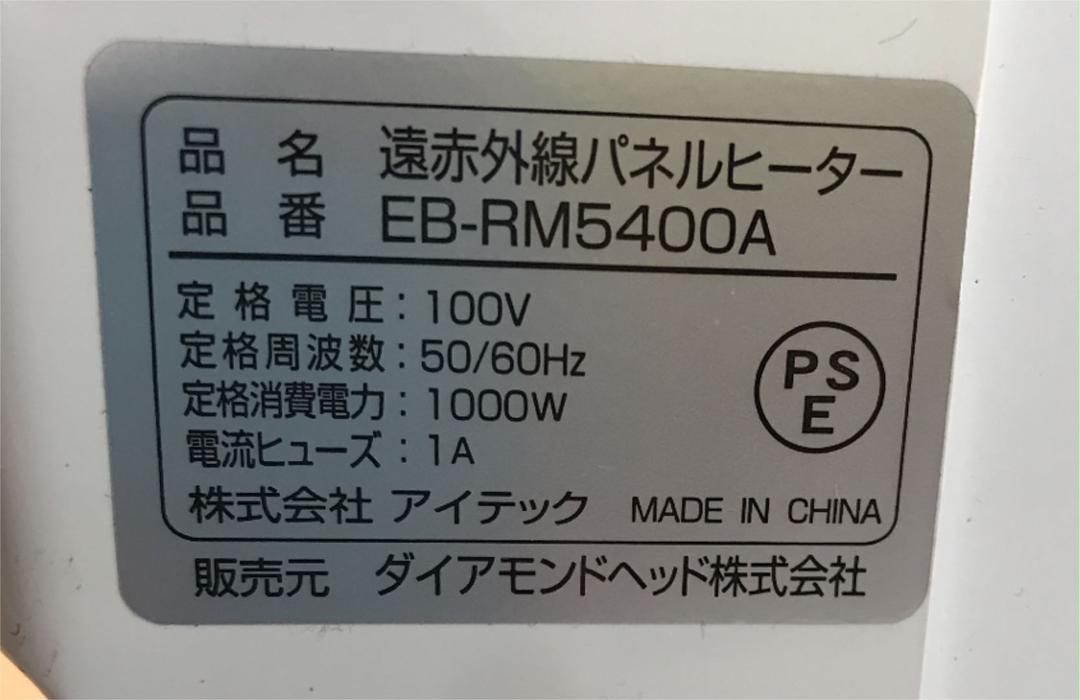 品名 遠赤外線パネルヒーター
品番 EB-RM5400A
定格電圧：100V
定格周波数：50/60Hz
定格消費電力：1000W
電流ヒューズ：1A
PS
E
株式会社 アイテック MADE IN CHINA
販売元 ダイアモンドヘッド株式会社